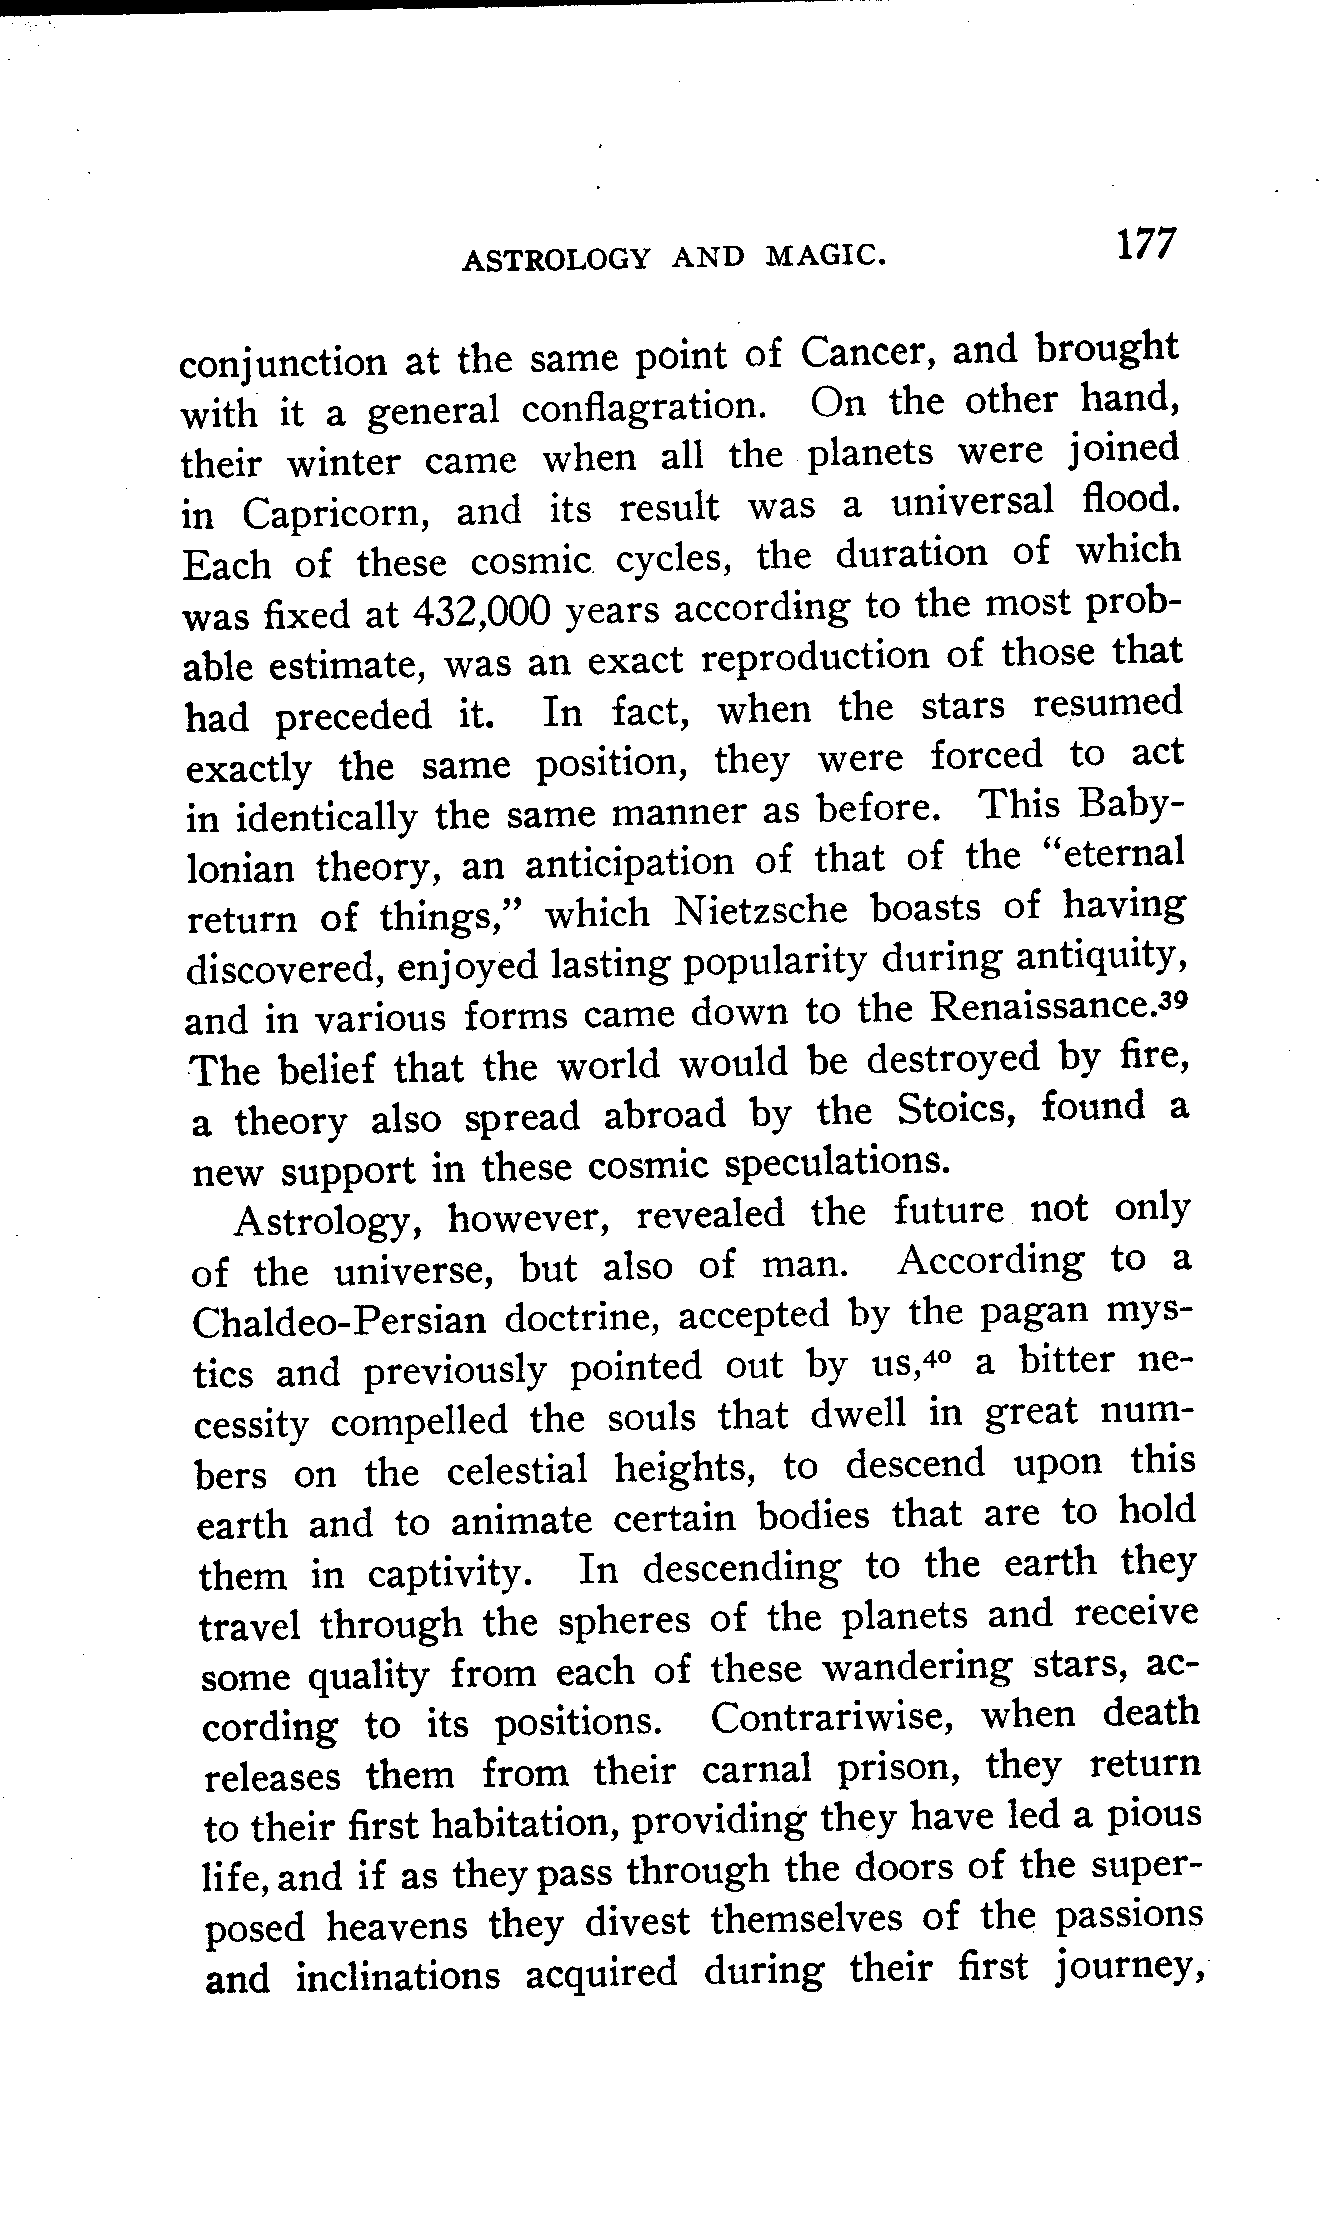 ASTROLOGY AND MAGIC. 177
conjunction at the same point of Cancer, and brought
with it a general conflagration. On the other hand,
their winter came when all the planets were joined
in Capricorn, and its result was a universal flood.
Each of these cosmic cycles, the duration of which
was fixed at 432,000 years according to the most prob-
able estimate, was an exact reproduction of those that
had preceded it. In fact, when the stars resumed
exactly the same position, they were forced to act
in identically the same manner as before. This Baby-
lonian theory, an anticipation of that of the “eternal
return of things,” which Nietzsche boasts of having
discovered, enjoyed lasting popularity during antiquity,
and in various forms came down to the Renaissance.³⁹
The belief that the world would be destroyed by fire,
a theory also spread abroad by the Stoics, found a
new support in these cosmic speculations.
Astrology, however, revealed the future not only
of the universe, but also of man. According to a
Chaldeo-Persian doctrine, accepted by the pagan mys-
tics and previously pointed out by us,⁴⁰ a bitter ne-
cessity compelled the souls that dwell in great num-
bers on the celestial heights, to descend upon this
earth and to animate certain bodies that are to hold
them in captivity. In descending to the earth they
travel through the spheres of the planets and receive
some quality from each of these wandering stars, ac-
cording to its positions. Contrariwise, when death
releases them from their carnal prison, they return
to their first habitation, providing they have led a pious
life, and if as they pass through the doors of the super-
posed heavens they divest themselves of the passions
and inclinations acquired during their first journey,